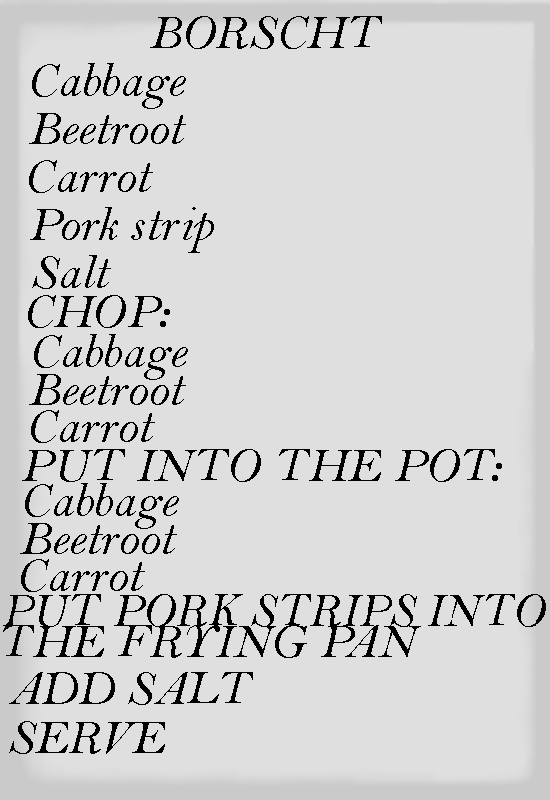 BORSCHT
Cabbage
Beetroot
Carrot
Pork strip
Salt
CHOP:
Cabbage
Beetroot
Carrot
PUT INTO THE POT:
Cabbage
Beetroot
Carrot
PUT PORK STRIPS INTO
THE FRYING PAN
ADD SALT
SERVE